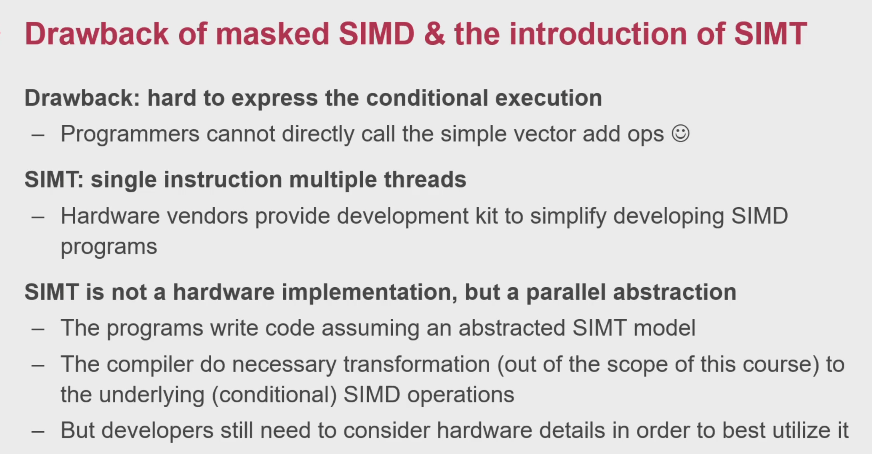 Drawback of masked SIMD & the introduction of SIMT
Drawback: hard to express the conditional execution
– Programmers cannot directly call the simple vector add ops ☺
SIMT: single instruction multiple threads
– Hardware vendors provide development kit to simplify developing SIMD
programs
SIMT is not a hardware implementation, but a parallel abstraction
– The programs write code assuming an abstracted SIMT model
– The compiler do necessary transformation (out of the scope of this course) to
the underlying (conditional) SIMD operations
– But developers still need to consider hardware details in order to best utilize it